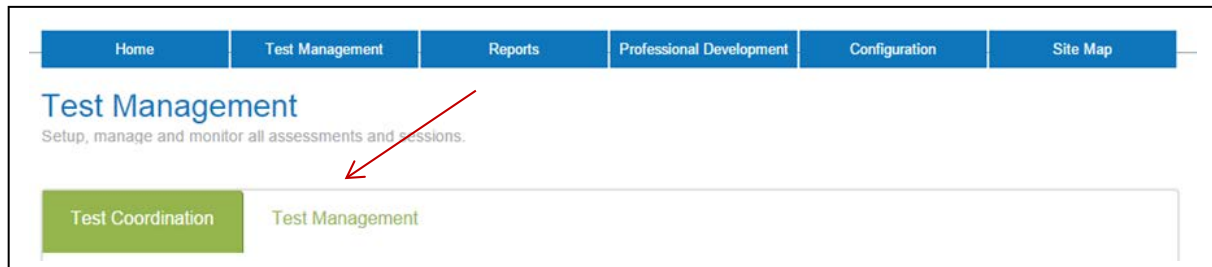 Home Test Management Reports Professional Development Configuration Site Map
Test Management
Setup, manage and monitor all assessments and sessions.
Test Coordination Test Management